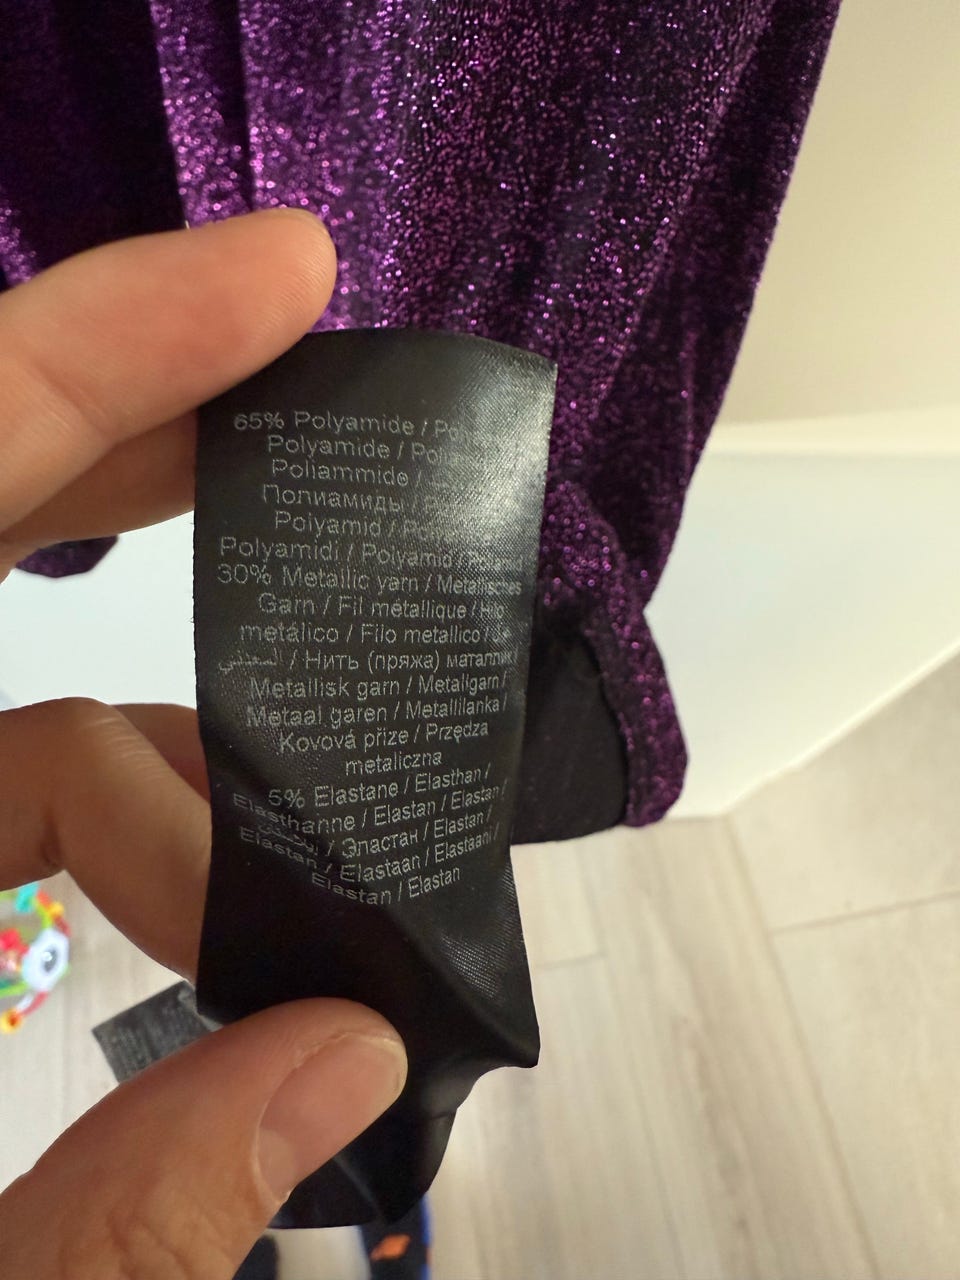 65% Polyamide /
Polyamide /
Poliammide /
Полиамиды /
Polyamid /
Polyamidi / Polyamid /
30% Metallic yarn / Metallisches
Garn / Fil métallique / Hilo
metálico / Filo metallico /
/ Нить (пряжа)
Metallisk garn / Metallgarn /
Metaal garen / Metallilanka /
Kovová příze / Przędza
metaliczna
5% Elastane / Elasthan /
Elasthanne / Elastan / Elastan /
/ Эластан / Elastan /
Elastan / Elastaan / Elastaani /
Elastan / Elastan